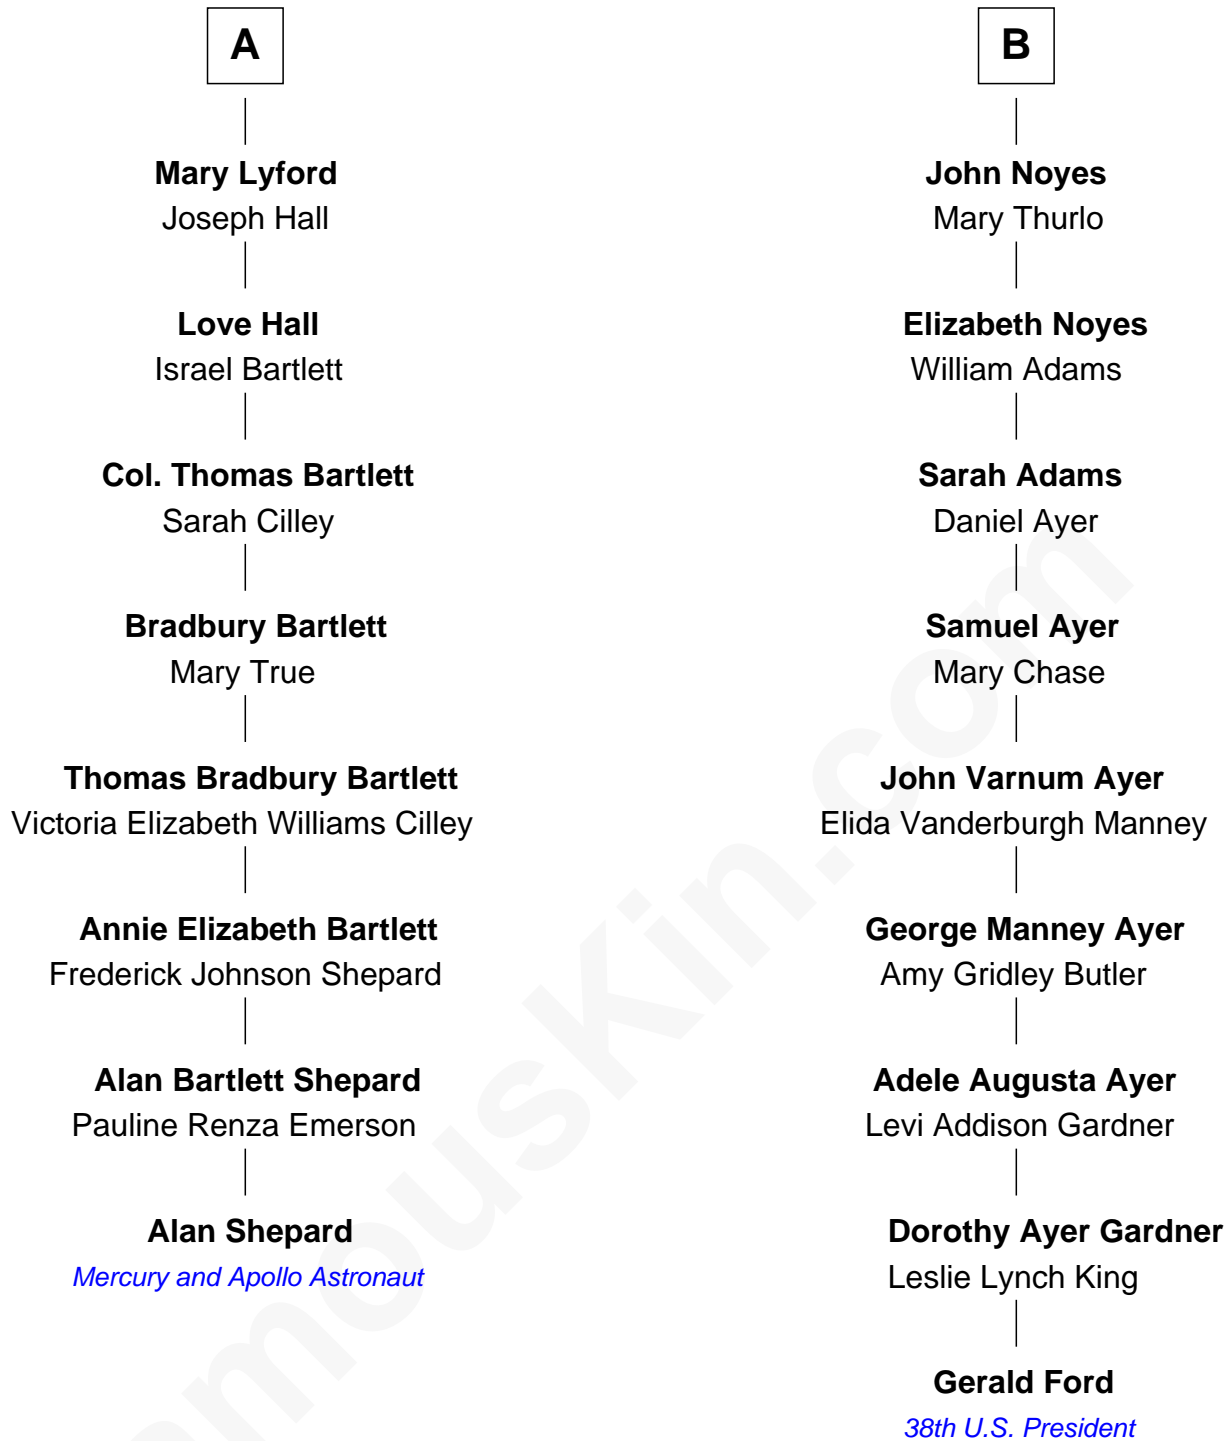 A
Mary Lyford
Joseph Hall
Love Hall
Israel Bartlett
Col. Thomas Bartlett
Sarah Cilley
Bradbury Bartlett
Mary True
Thomas Bradbury Bartlett
Victoria Elizabeth Williams Cilley
Annie Elizabeth Bartlett
Frederick Johnson Shepard
Alan Bartlett Shepard
Pauline Renza Emerson
Alan Shepard
Mercury and Apollo Astronaut
B
John Noyes
Mary Thurlo
Elizabeth Noyes
William Adams
Sarah Adams
Daniel Ayer
Samuel Ayer
Mary Chase
John Varnum Ayer
Elida Vanderburgh Manney
George Manney Ayer
Amy Gridley Butler
Adele Augusta Ayer
Levi Addison Gardner
Dorothy Ayer Gardner
Leslie Lynch King
Gerald Ford
38th U.S. President
amousKin.com